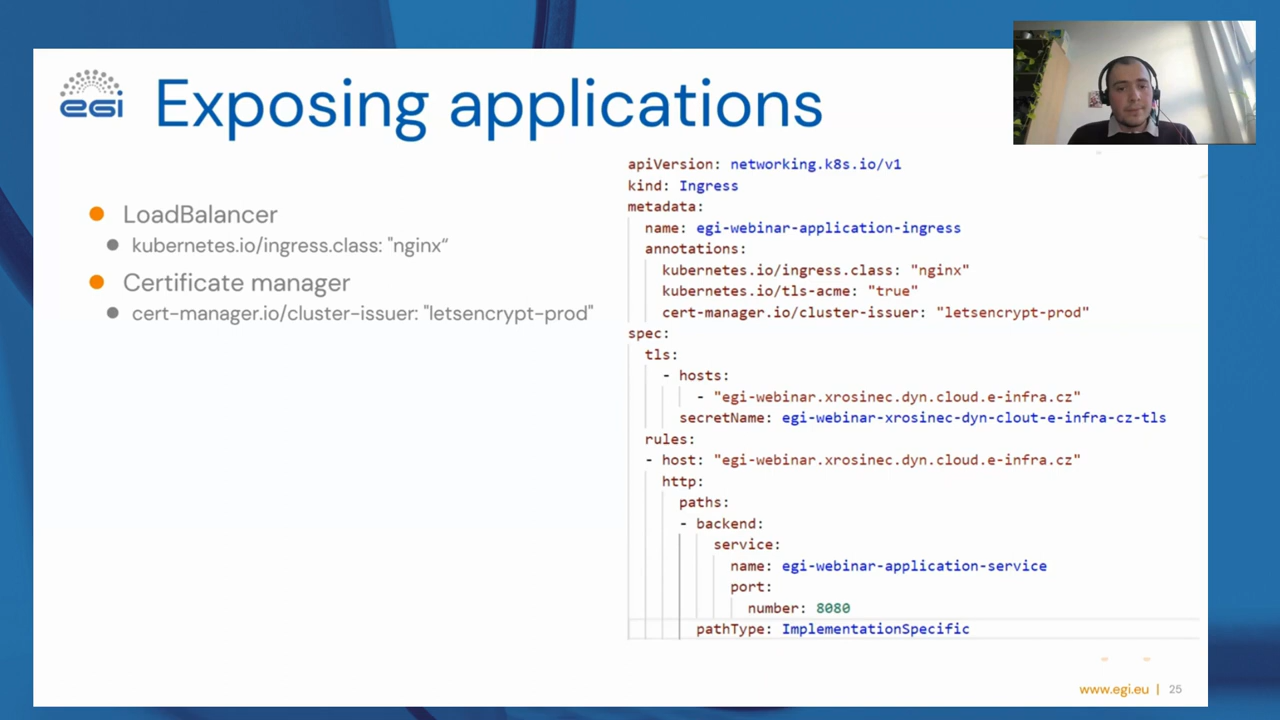 egi
Exposing applications
LoadBalancer
kubernetes.io/ingress.class: "nginx“
Certificate manager
cert-manager.io/cluster-issuer: "letsencrypt-prod"
apiVersion: networking.k8s.io/v1
kind: Ingress
metadata:
name: egi-webinar-application-ingress
annotations:
kubernetes.io/ingress.class: "nginx"
kubernetes.io/tls-acme: "true"
cert-manager.io/cluster-issuer: "letsencrypt-prod"
spec:
tls:
- hosts:
- "egi-webinar.xrosinec.dyn.cloud.e-infra.cz"
secretName: egi-webinar-xrosinec-dyn-clout-e-infra-cz-tls
rules:
- host: "egi-webinar.xrosinec.dyn.cloud.e-infra.cz"
http:
paths:
- backend:
service:
name: egi-webinar-application-service
port:
number: 8080
pathType: ImplementationSpecific
www.egi.eu | 25